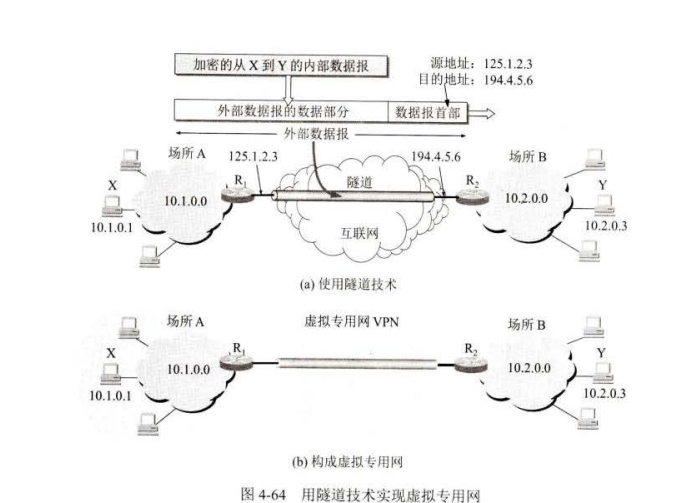 加密的从 X 到 Y 的内部数据报
源地址：125.1.2.3
目的地址：194.4.5.6
外部数据报的数据部分
数据报首部
外部数据报
场所 A
125.1.2.3
194.4.5.6
场所 B
X
R1
隧道
R2
Y
10.1.0.0
10.2.0.0
10.1.0.1
互联网
10.2.0.3
(a) 使用隧道技术
场所 A
虚拟专用网 VPN
场所 B
X
R1
R2
Y
10.1.0.0
10.2.0.0
10.1.0.1
10.2.0.3
(b) 构成虚拟专用网
图 4-64 用隧道技术实现虚拟专用网